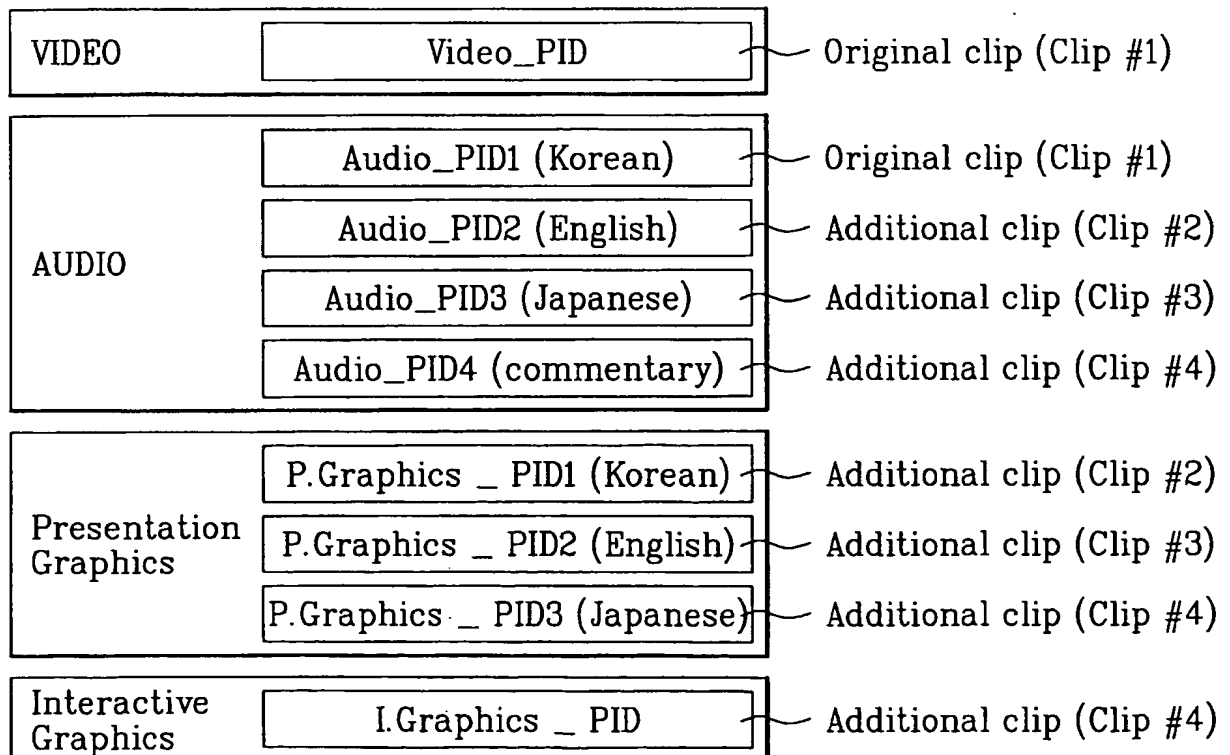 VIDEO
Video_PID
Original clip (Clip #1)
AUDIO
Audio_PID1 (Korean)
Original clip (Clip #1)
Audio_PID2 (English)
Additional clip (Clip #2)
Audio_PID3 (Japanese)
Additional clip (Clip #3)
Audio_PID4 (commentary)
Additional clip (Clip #4)
Presentation
Graphics
P.Graphics _ PID1 (Korean)
Additional clip (Clip #2)
P.Graphics _ PID2 (English)
Additional clip (Clip #3)
P.Graphics _ PID3 (Japanese)
Additional clip (Clip #4)
Interactive
Graphics
I.Graphics _ PID
Additional clip (Clip #4)